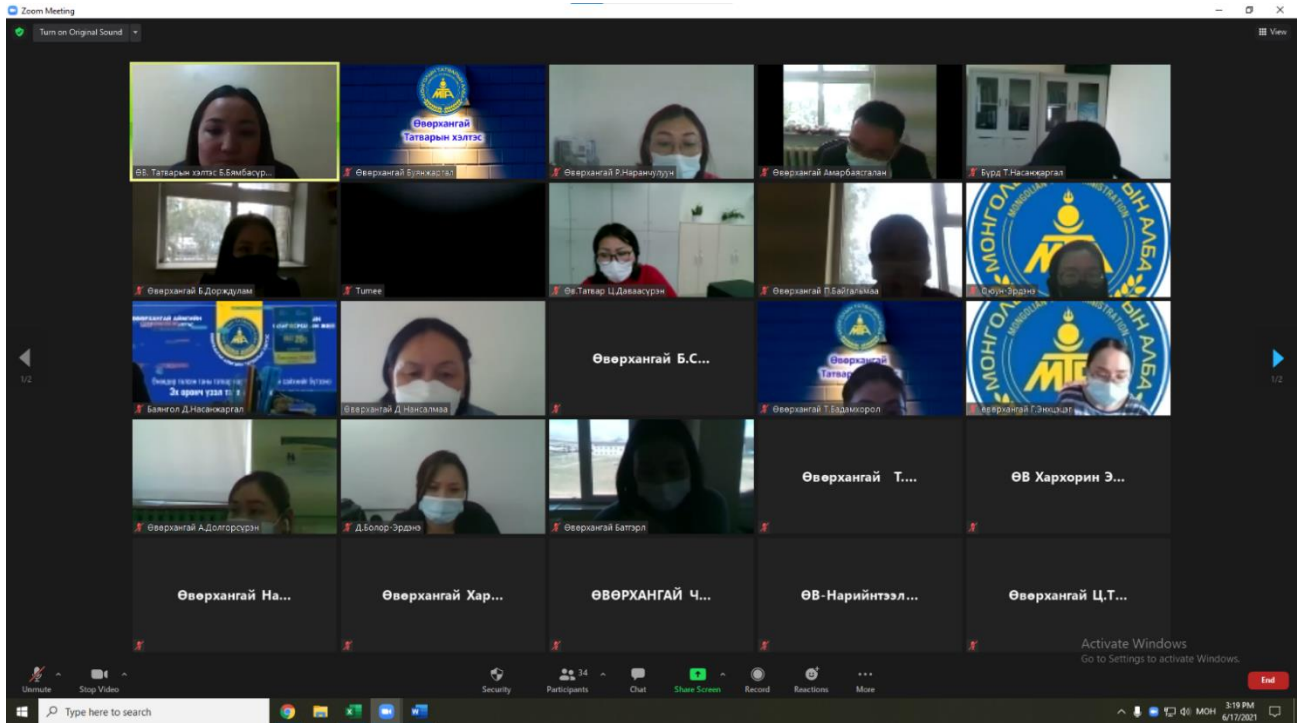 Zoom Meeting
Turn on Original Sound
View
ӨВ. Татварын хэлтэс Б.Бямбасүр...
Өвөрхангай
Татварын хэлтэс
Өвөрхангай Буянжаргал
Өвөрхангай Р.Наранчулуун
Өвөрхангай Амарбаясгалан
Бүрд Т.Насанжаргал
Өвөрхангай Б.Дорждулам
Tumee
Өв.Татвар Ц.Даваасүрэн
Өвөрхангай П.Байгальмаа
Оюун-Эрдэнэ
1/2
Баянгол Д.Насанжаргал
Өвөрхангай Д.Нансалмаа
Өвөрхангай Б.С...
Өвөрхангай Т.Бадамхорол
өвөрхангай Г.Энхцэцэг
1/2
Өвөрхангай А.Долгорсүрэн
Д.Болор-Эрдэнэ
Өвөрхангай Батгэрл
Өвөрхангай Т....
ӨВ Хархорин Э...
Өвөрхангай На...
Өвөрхангай Хар...
ӨВӨРХАНГАЙ Ч...
ӨВ-Нарийнтээл...
Өвөрхангай Ц.Т...
Activate Windows
Go to Settings to activate Windows.
Unmute
Stop Video
Security
Participants
34
Chat
Share Screen
Record
Reactions
More
End
Type here to search
МОН
3:19 PM
6/17/2021